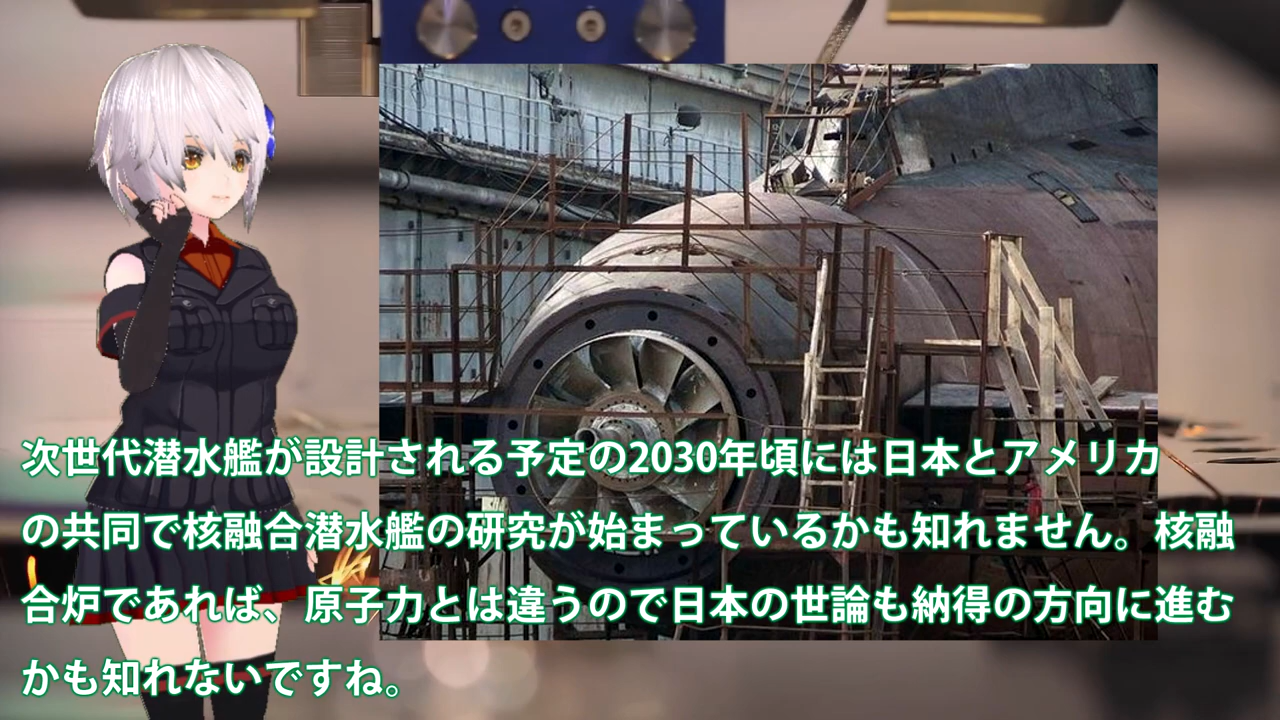 次世代潜水艦が設計される予定の2030年頃には日本とアメリカ
の共同で核融合潜水艦の研究が始まっているかも知れません。核融
合炉であれば、原子力とは違うので日本の世論も納得の方向に進む
かも知れないですね。